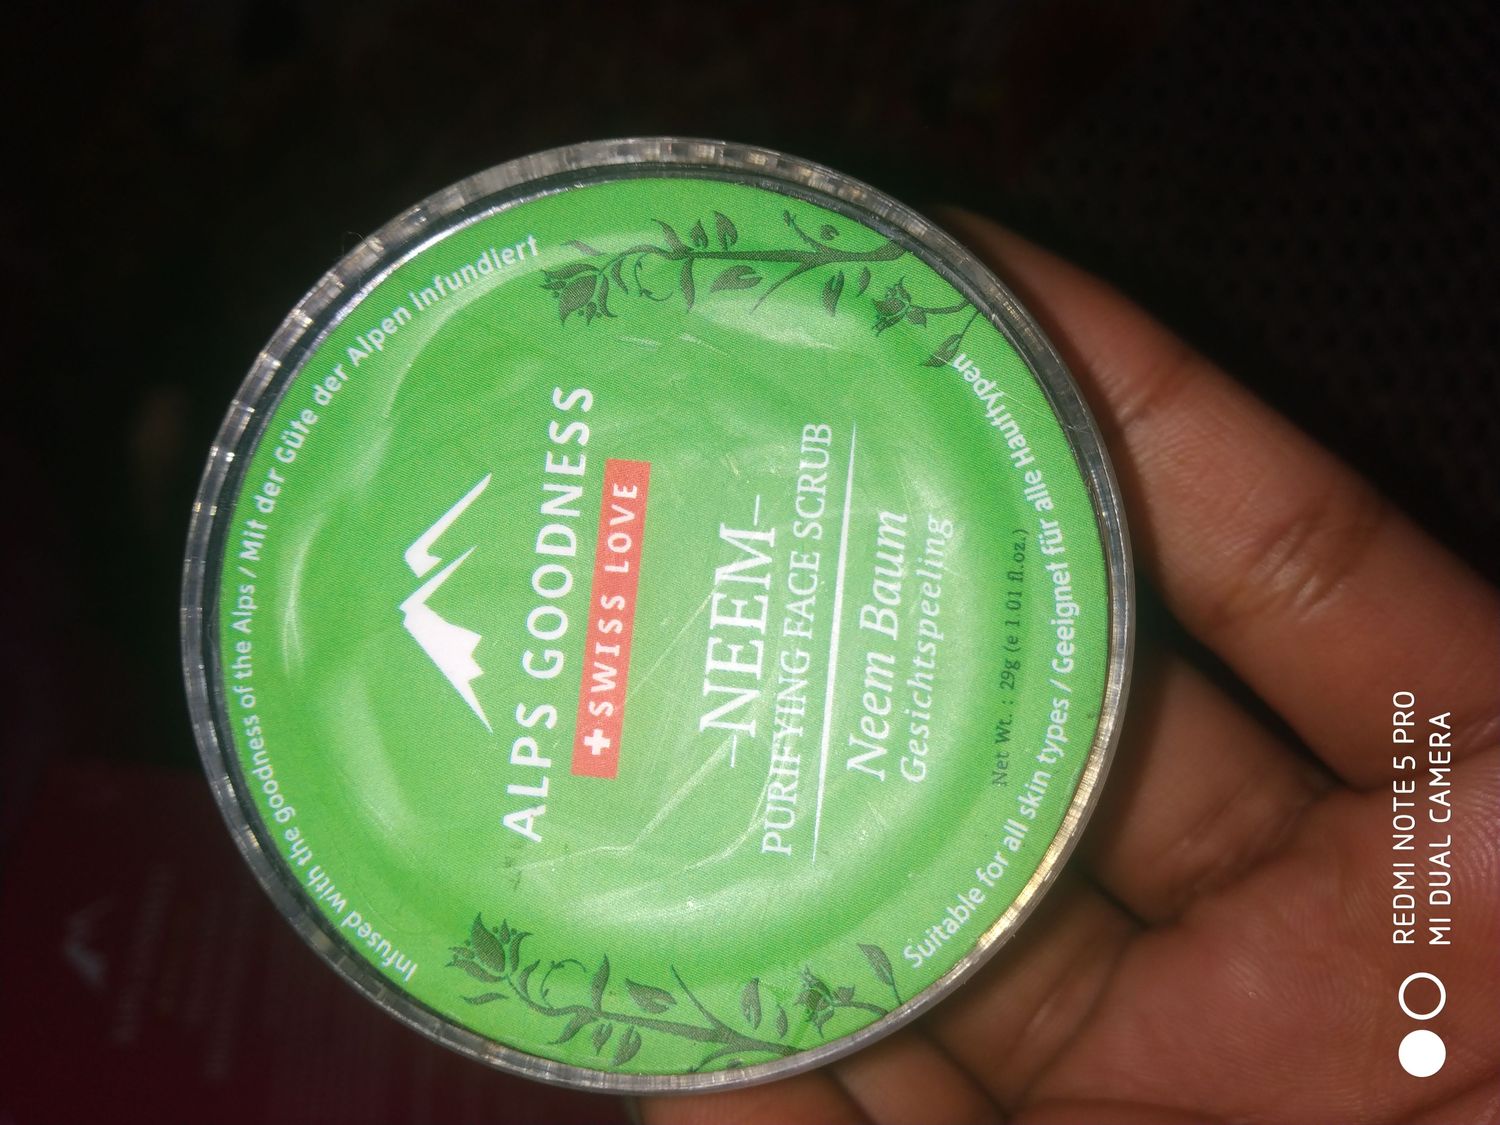 Infused with the goodness of the Alps / Mit der Güte der Alpen infundiert
ALPS GOODNESS
SWISS LOVE
NEEM
PURIFYING FACE SCRUB
Neem Baum
Gesichtspeeling
Net Wt. : 29g (e 1 01 fl.oz.)
Suitable for all skin types / Geeignet für alle Hauttypen
REDMI NOTE 5 PRO
MI DUAL CAMERA